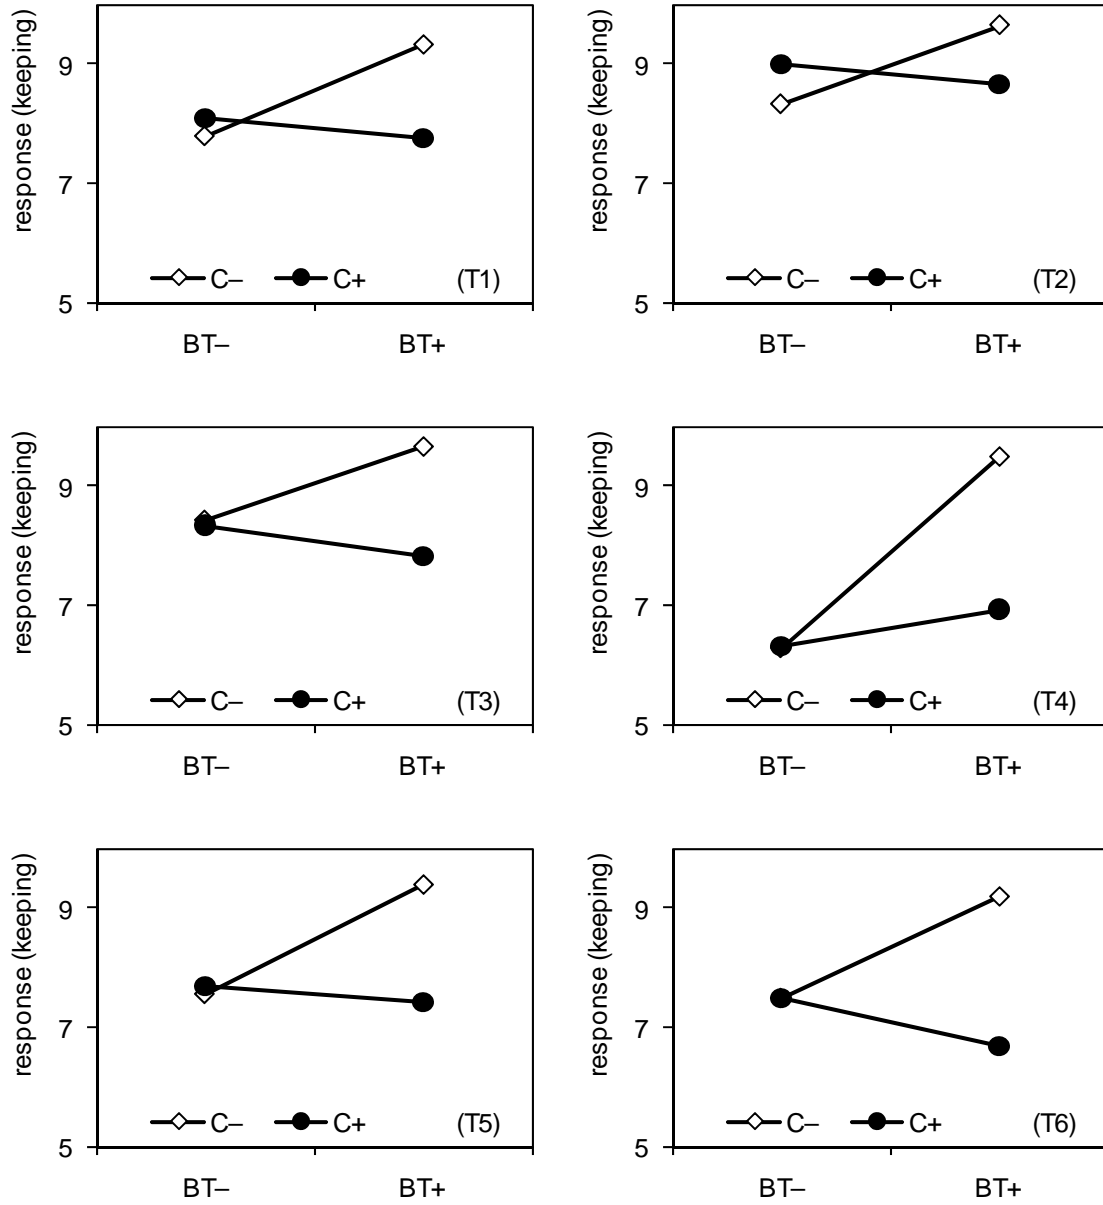 response (keeping)
9
7
5
C– C+ (T1)
BT– BT+
response (keeping)
9
7
5
C– C+ (T2)
BT– BT+
response (keeping)
9
7
5
C– C+ (T3)
BT– BT+
response (keeping)
9
7
5
C– C+ (T4)
BT– BT+
response (keeping)
9
7
5
C– C+ (T5)
BT– BT+
response (keeping)
9
7
5
C– C+ (T6)
BT– BT+